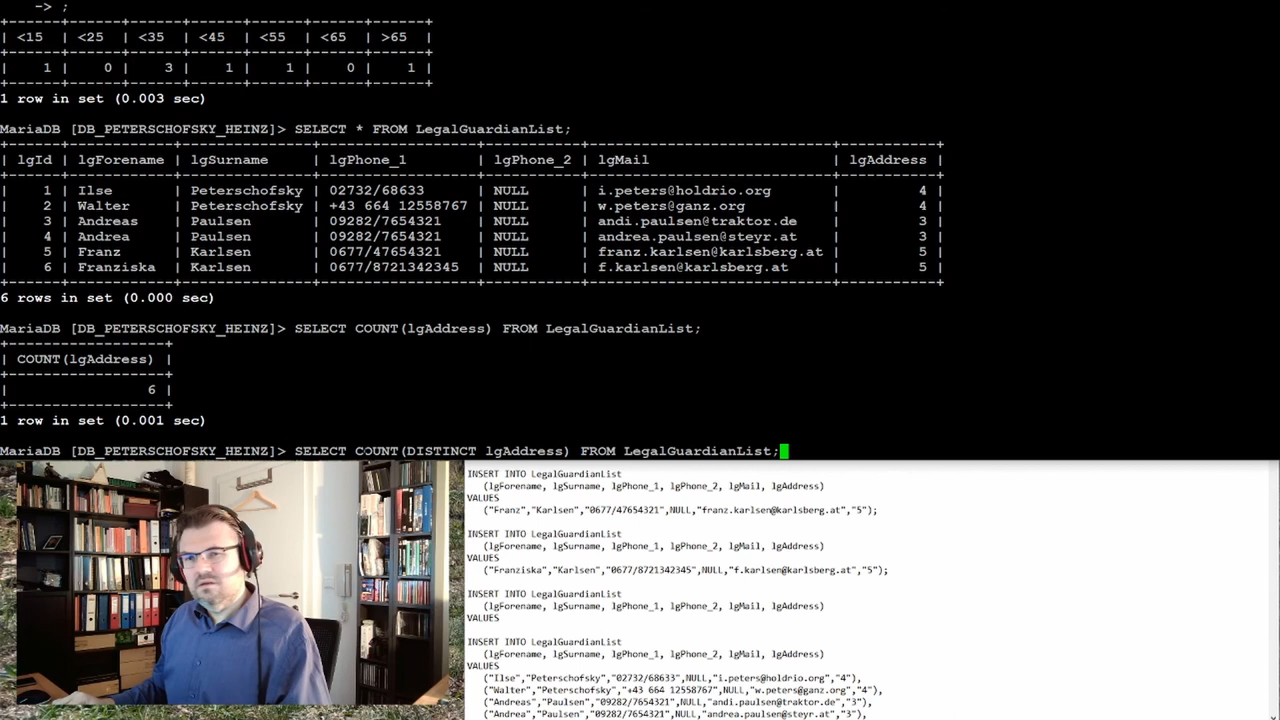 -> ;
+------+------+------+------+------+------+------+
| <15 | <25 | <35 | <45 | <55 | <65 | >65 |
+------+------+------+------+------+------+------+
| 1 | 0 | 3 | 1 | 1 | 0 | 1 |
+------+------+------+------+------+------+------+
1 row in set (0.003 sec)
MariaDB [DB_PETERSCHOFSKY_HEINZ]> SELECT * FROM LegalGuardianList;
+------+------------+---------------+------------------+-----------+---------------------------+-----------+
| lgId | lgForename | lgSurname | lgPhone_1 | lgPhone_2 | lgMail | lgAddress |
+------+------------+---------------+------------------+-----------+---------------------------+-----------+
| 1 | Ilse | Peterschofsky | 02732/68633 | NULL | i.peters@holdrio.org | 4 |
| 2 | Walter | Peterschofsky | +43 664 12558767 | NULL | w.peters@ganz.org | 4 |
| 3 | Andreas | Paulsen | 09282/7654321 | NULL | andi.paulsen@traktor.de | 3 |
| 4 | Andrea | Paulsen | 09282/7654321 | NULL | andrea.paulsen@steyr.at | 3 |
| 5 | Franz | Karlsen | 0677/47654321 | NULL | franz.karlsen@karlsberg.at | 5 |
| 6 | Franziska | Karlsen | 0677/8721342345 | NULL | f.karlsen@karlsberg.at | 5 |
+------+------------+---------------+------------------+-----------+---------------------------+-----------+
6 rows in set (0.000 sec)
MariaDB [DB_PETERSCHOFSKY_HEINZ]> SELECT COUNT(lgAddress) FROM LegalGuardianList;
+------------------+
| COUNT(lgAddress) |
+------------------+
| 6 |
+------------------+
1 row in set (0.001 sec)
MariaDB [DB_PETERSCHOFSKY_HEINZ]> SELECT COUNT(DISTINCT lgAddress) FROM LegalGuardianList;
INSERT INTO LegalGuardianList
(lgForename, lgSurname, lgPhone_1, lgPhone_2, lgMail, lgAddress)
VALUES
("Franz","Karlsen","0677/47654321",NULL,"franz.karlsen@karlsberg.at","5");
INSERT INTO LegalGuardianList
(lgForename, lgSurname, lgPhone_1, lgPhone_2, lgMail, lgAddress)
VALUES
("Franziska","Karlsen","0677/8721342345",NULL,"f.karlsen@karlsberg.at","5");
INSERT INTO LegalGuardianList
(lgForename, lgSurname, lgPhone_1, lgPhone_2, lgMail, lgAddress)
VALUES
INSERT INTO LegalGuardianList
(lgForename, lgSurname, lgPhone_1, lgPhone_2, lgMail, lgAddress)
VALUES
("Ilse","Peterschofsky","02732/68633",NULL,"i.peters@holdrio.org","4"),
("Walter","Peterschofsky","+43 664 12558767",NULL,"w.peters@ganz.org","4"),
("Andreas","Paulsen","09282/7654321",NULL,"andi.paulsen@traktor.de","3"),
("Andrea","Paulsen","09282/7654321",NULL,"andrea.paulsen@steyr.at","3"),